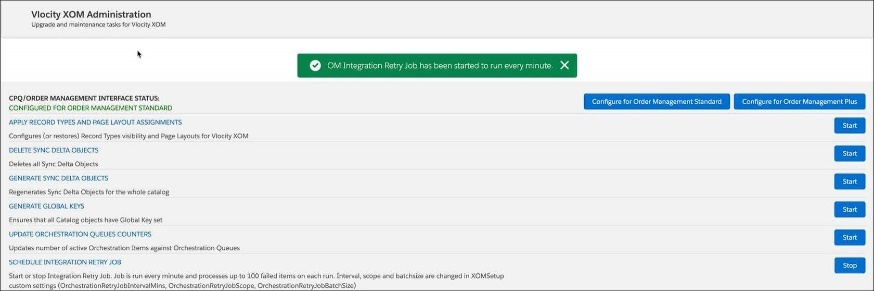 Vlocity XOM Administration
Upgrade and maintenance tasks for Vlocity XOM
OM Integration Retry Job has been started to run every minute.
CPQ/ORDER MANAGEMENT INTERFACE STATUS:
CONFIGURED FOR ORDER MANAGEMENT STANDARD
Configure for Order Management Standard
Configure for Order Management Plus
APPLY RECORD TYPES AND PAGE LAYOUT ASSIGNMENTS
Configures (or restores) Record Types visibility and Page Layouts for Vlocity XOM
Start
DELETE SYNC DELTA OBJECTS
Deletes all Sync Delta Objects
Start
GENERATE SYNC DELTA OBJECTS
Regenerates Sync Delta Objects for the whole catalog
Start
GENERATE GLOBAL KEYS
Ensures that all Catalog objects have Global Key set
Start
UPDATE ORCHESTRATION QUEUES COUNTERS
Updates number of active Orchestration Items against Orchestration Queues
Start
SCHEDULE INTEGRATION RETRY JOB
Start or stop Integration Retry Job. Job is run every minute and processes up to 100 failed items on each run. Interval, scope and batchsize are changed in XOMSetup
custom settings (OrchestrationRetryJobIntervalMins, OrchestrationRetryJobScope, OrchestrationRetryJobBatchSize)
Stop